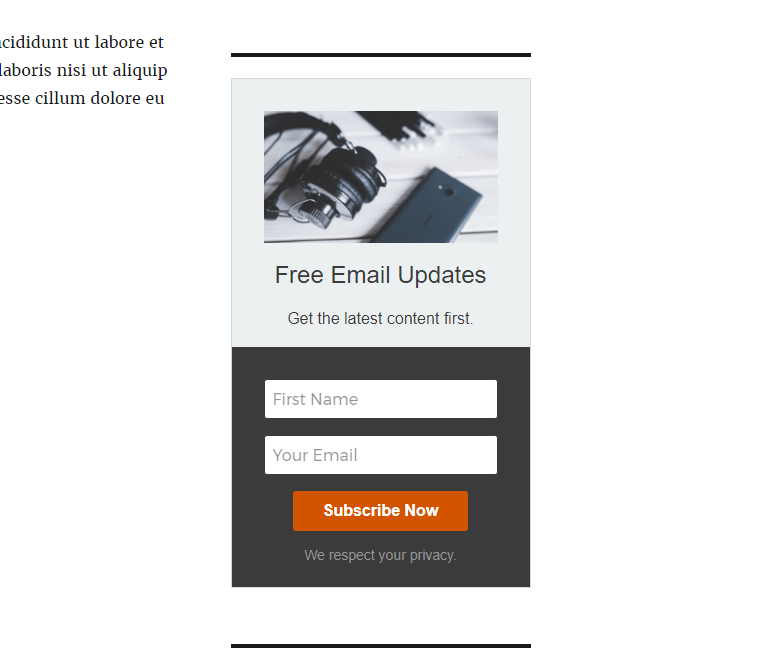 ncididunt ut labore et
laboris nisi ut aliquip
esse cillum dolore eu
Free Email Updates
Get the latest content first.
First Name
Your Email
Subscribe Now
We respect your privacy.